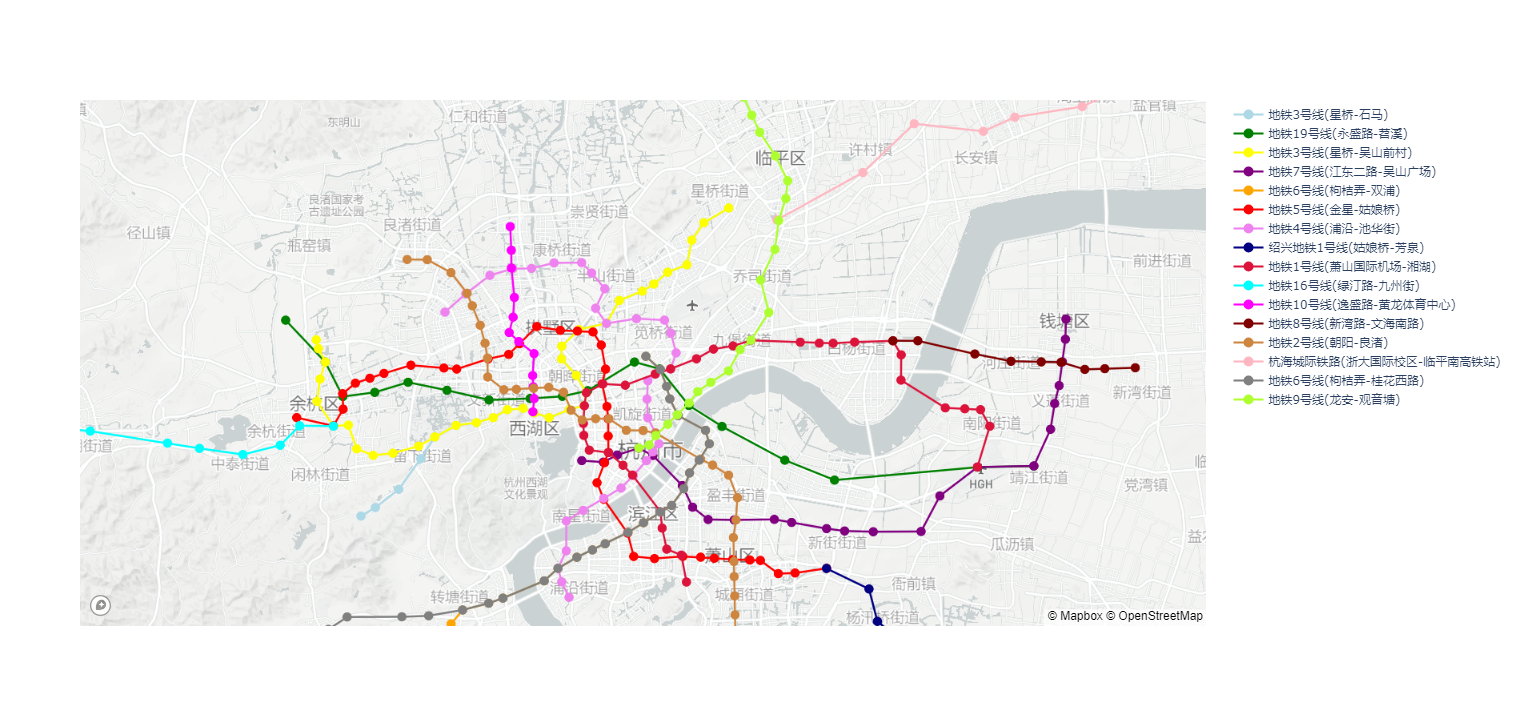 仁和街道
盐官镇
东明山
临平区
许村镇
长安镇
良渚国家考
古遗址公园
星桥街道
崇贤街道
良渚街道
径山镇
瓶窑镇
康桥街道
半山街道
乔司街道
前进街道
拱墅区
笕桥街道
九堡街道
白杨街道
钱塘区
河庄街道
朝晖街道
新湾街道
余杭区
义蓬街道
凯旋街道
南阳街道
余杭街道
西湖区
杭州市
中泰街道
闲林街道
留下街道
HGH
靖江街道
党湾镇
杭州西湖
文化景观
盈丰街道
南星街道
滨江区
新街街道
瓜沥镇
萧山区
衙前镇
转塘街道
浦沿街道
城厢街道
杨汛桥街道
© Mapbox © OpenStreetMap
地铁3号线(星桥-石马)
地铁19号线(永盛路-苕溪)
地铁3号线(星桥-吴山前村)
地铁7号线(江东二路-吴山广场)
地铁6号线(枸桔弄-双浦)
地铁5号线(金星-姑娘桥)
地铁4号线(浦沿-池华街)
绍兴地铁1号线(姑娘桥-芳泉)
地铁1号线(萧山国际机场-湘湖)
地铁16号线(绿汀路-九州街)
地铁10号线(逸盛路-黄龙体育中心)
地铁8号线(新湾路-文海南路)
地铁2号线(朝阳-良渚)
杭海城际铁路(浙大国际校区-临平南高铁站)
地铁6号线(枸桔弄-桂花西路)
地铁9号线(龙安-观音塘)